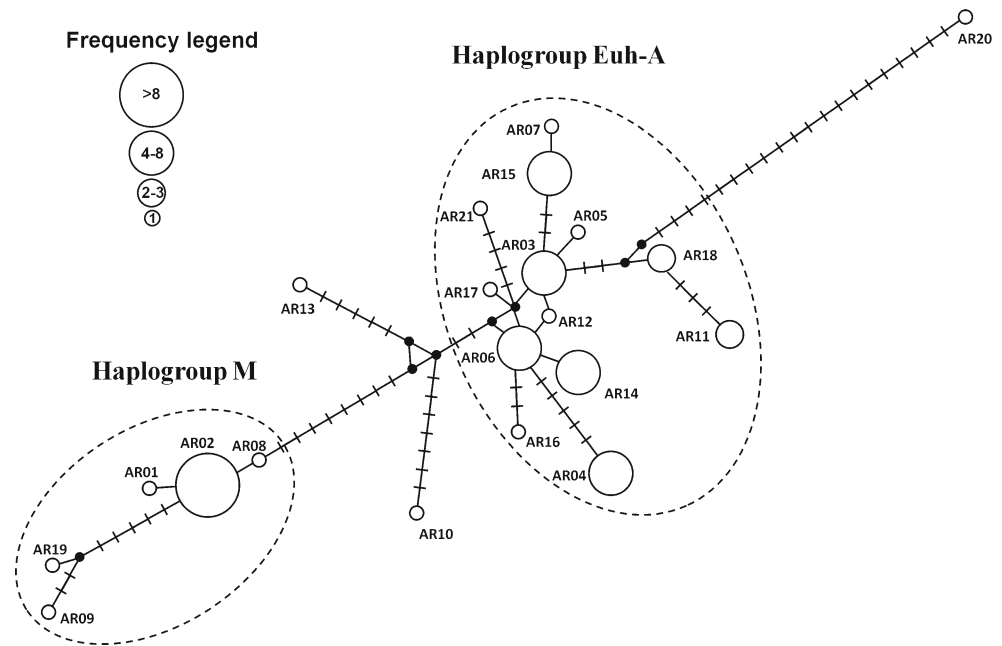 Frequency legend
>8
4-8
2-3
1
Haplogroup Euh-A
AR20
AR07
AR15
AR21
AR05
AR03
AR18
AR17
AR13
AR12
AR11
AR06
Haplogroup M
AR14
AR02
AR08
AR16
AR01
AR04
AR10
AR19
AR09